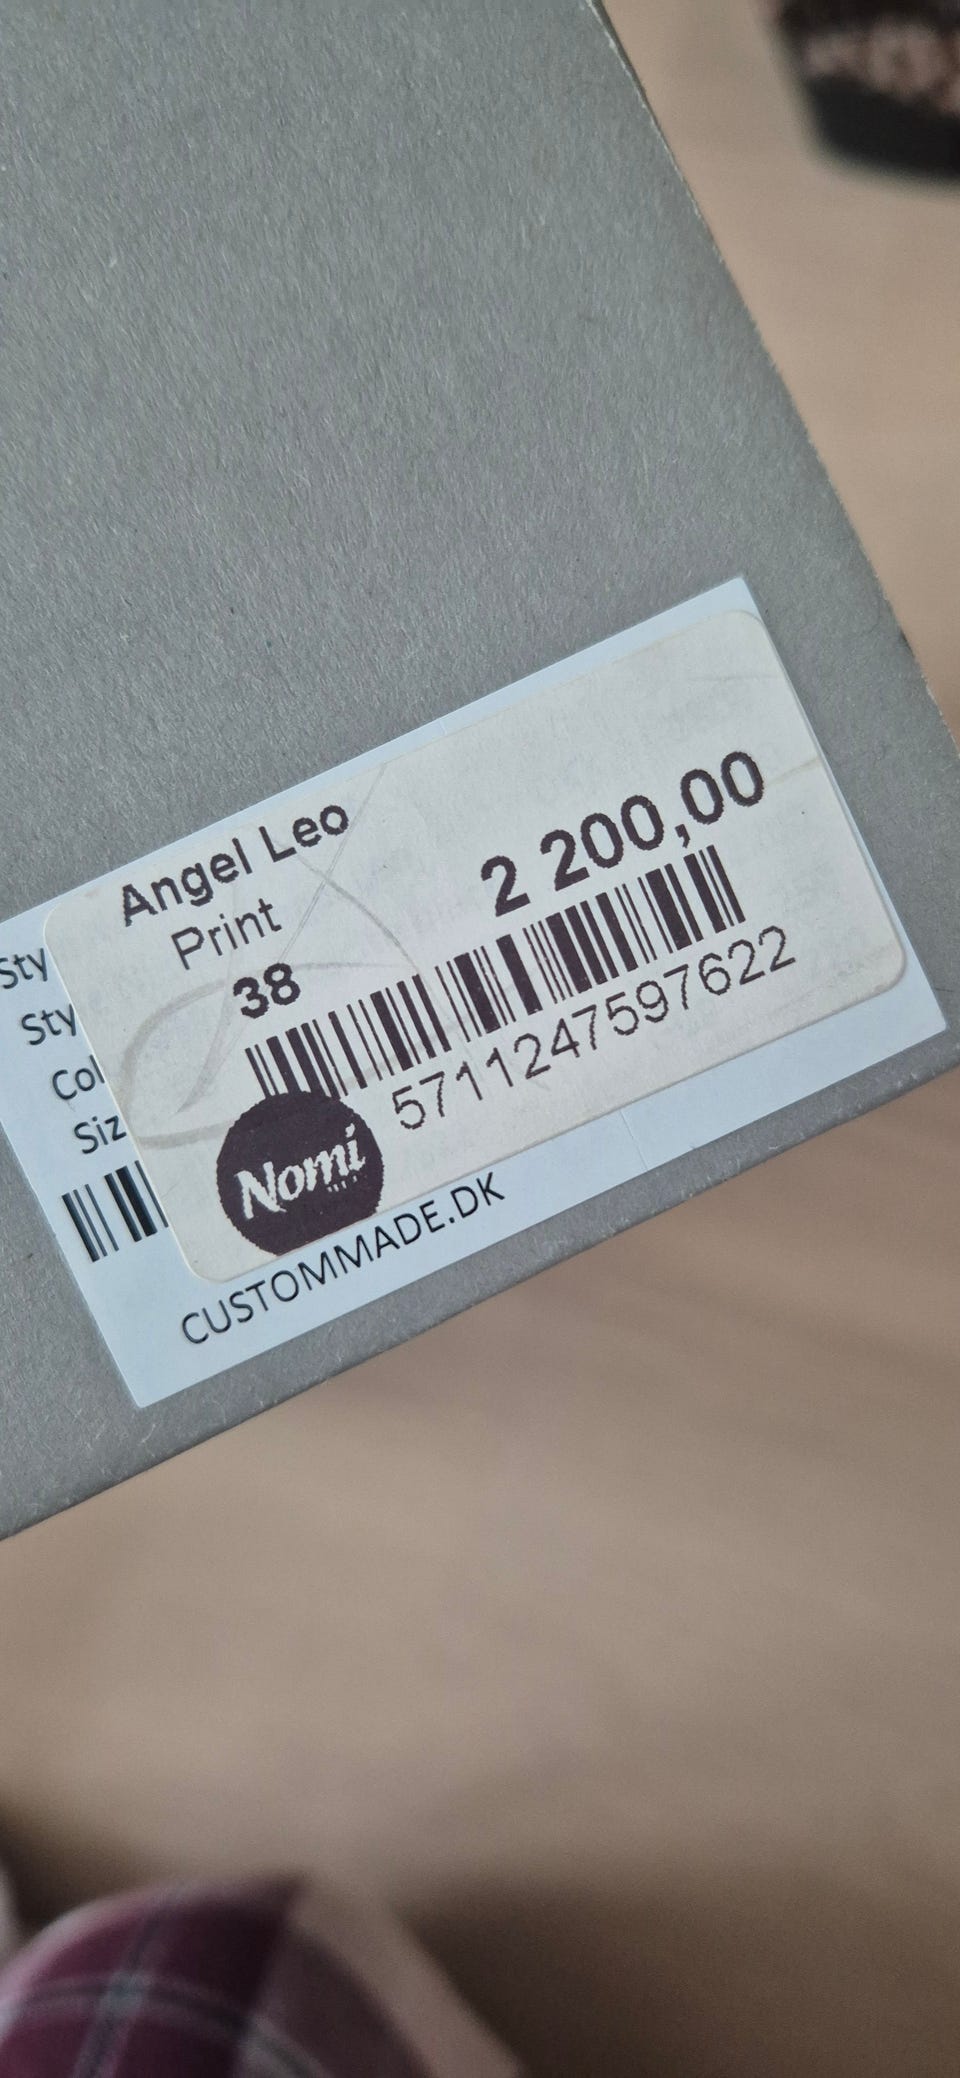 Angel Leo
Print
2 200,00
38
5711247597622
Nomi
Sty
Sty
Col
Siz
CUSTOMMADE.DK